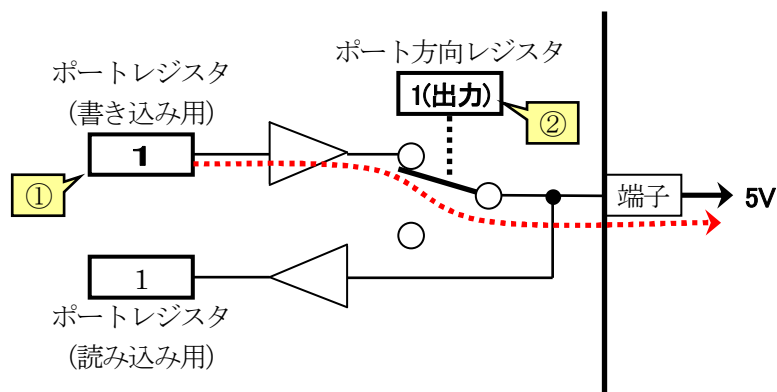 ポート方向レジスタ
1(出力)
②
ポートレジスタ
(書き込み用)
1
①
端子
5V
1
ポートレジスタ
(読み込み用)